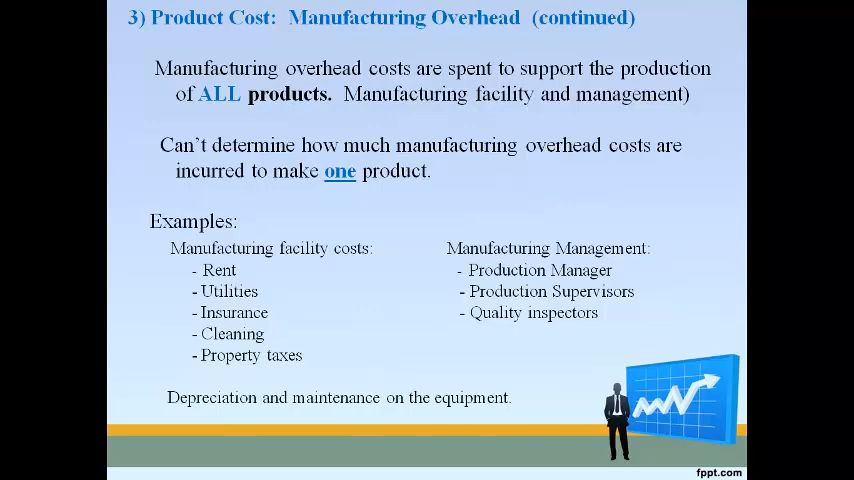 3) Product Cost: Manufacturing Overhead (continued)
Manufacturing overhead costs are spent to support the production
of ALL products. Manufacturing facility and management)
Can't determine how much manufacturing overhead costs are
incurred to make one product.
Examples:
Manufacturing facility costs:
- Rent
- Utilities
- Insurance
- Cleaning
- Property taxes
Manufacturing Management:
- Production Manager
- Production Supervisors
- Quality inspectors
Depreciation and maintenance on the equipment.
fppt.com